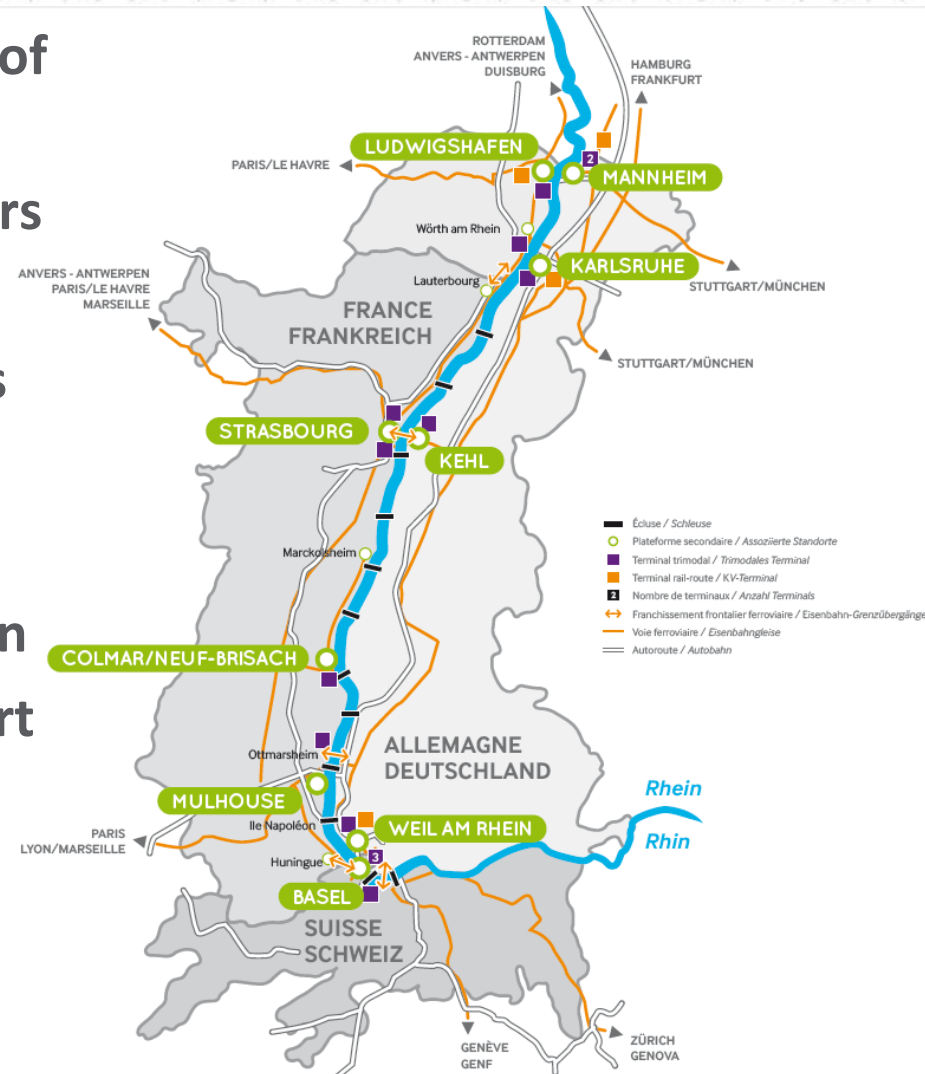 of
rs
s
n
rt
ROTTERDAM
ANVERS - ANTWERPEN
DUISBURG
HAMBURG
FRANKFURT
LUDWIGSHAFEN
2
PARIS/LE HAVRE
MANNHEIM
Wörth am Rhein
KARLSRUHE
ANVERS - ANTWERPEN
PARIS/LE HAVRE
MARSEILLE
Lauterbourg
STUTTGART/MÜNCHEN
FRANCE
FRANKREICH
STUTTGART/MÜNCHEN
STRASBOURG
KEHL
Écluse / Schleuse
Plateforme secondaire / Assoziierte Standorte
Terminal trimodal / Trimodales Terminal
Terminal rail-route / KV-Terminal
2 Nombre de terminaux / Anzahl Terminals
Franchissement frontalier ferroviaire / Eisenbahn-Grenzübergänge
Voie ferroviaire / Eisenbahngleise
Autoroute / Autobahn
Marckolsheim
COLMAR/NEUF-BRISACH
Ottmarsheim
ALLEMAGNE
DEUTSCHLAND
MULHOUSE
Rhein
Rhin
Ile Napoléon
WEIL AM RHEIN
PARIS
LYON/MARSEILLE
Huningue
3
BASEL
SUISSE
SCHWEIZ
GENÈVE
GENF
ZÜRICH
GENOVA